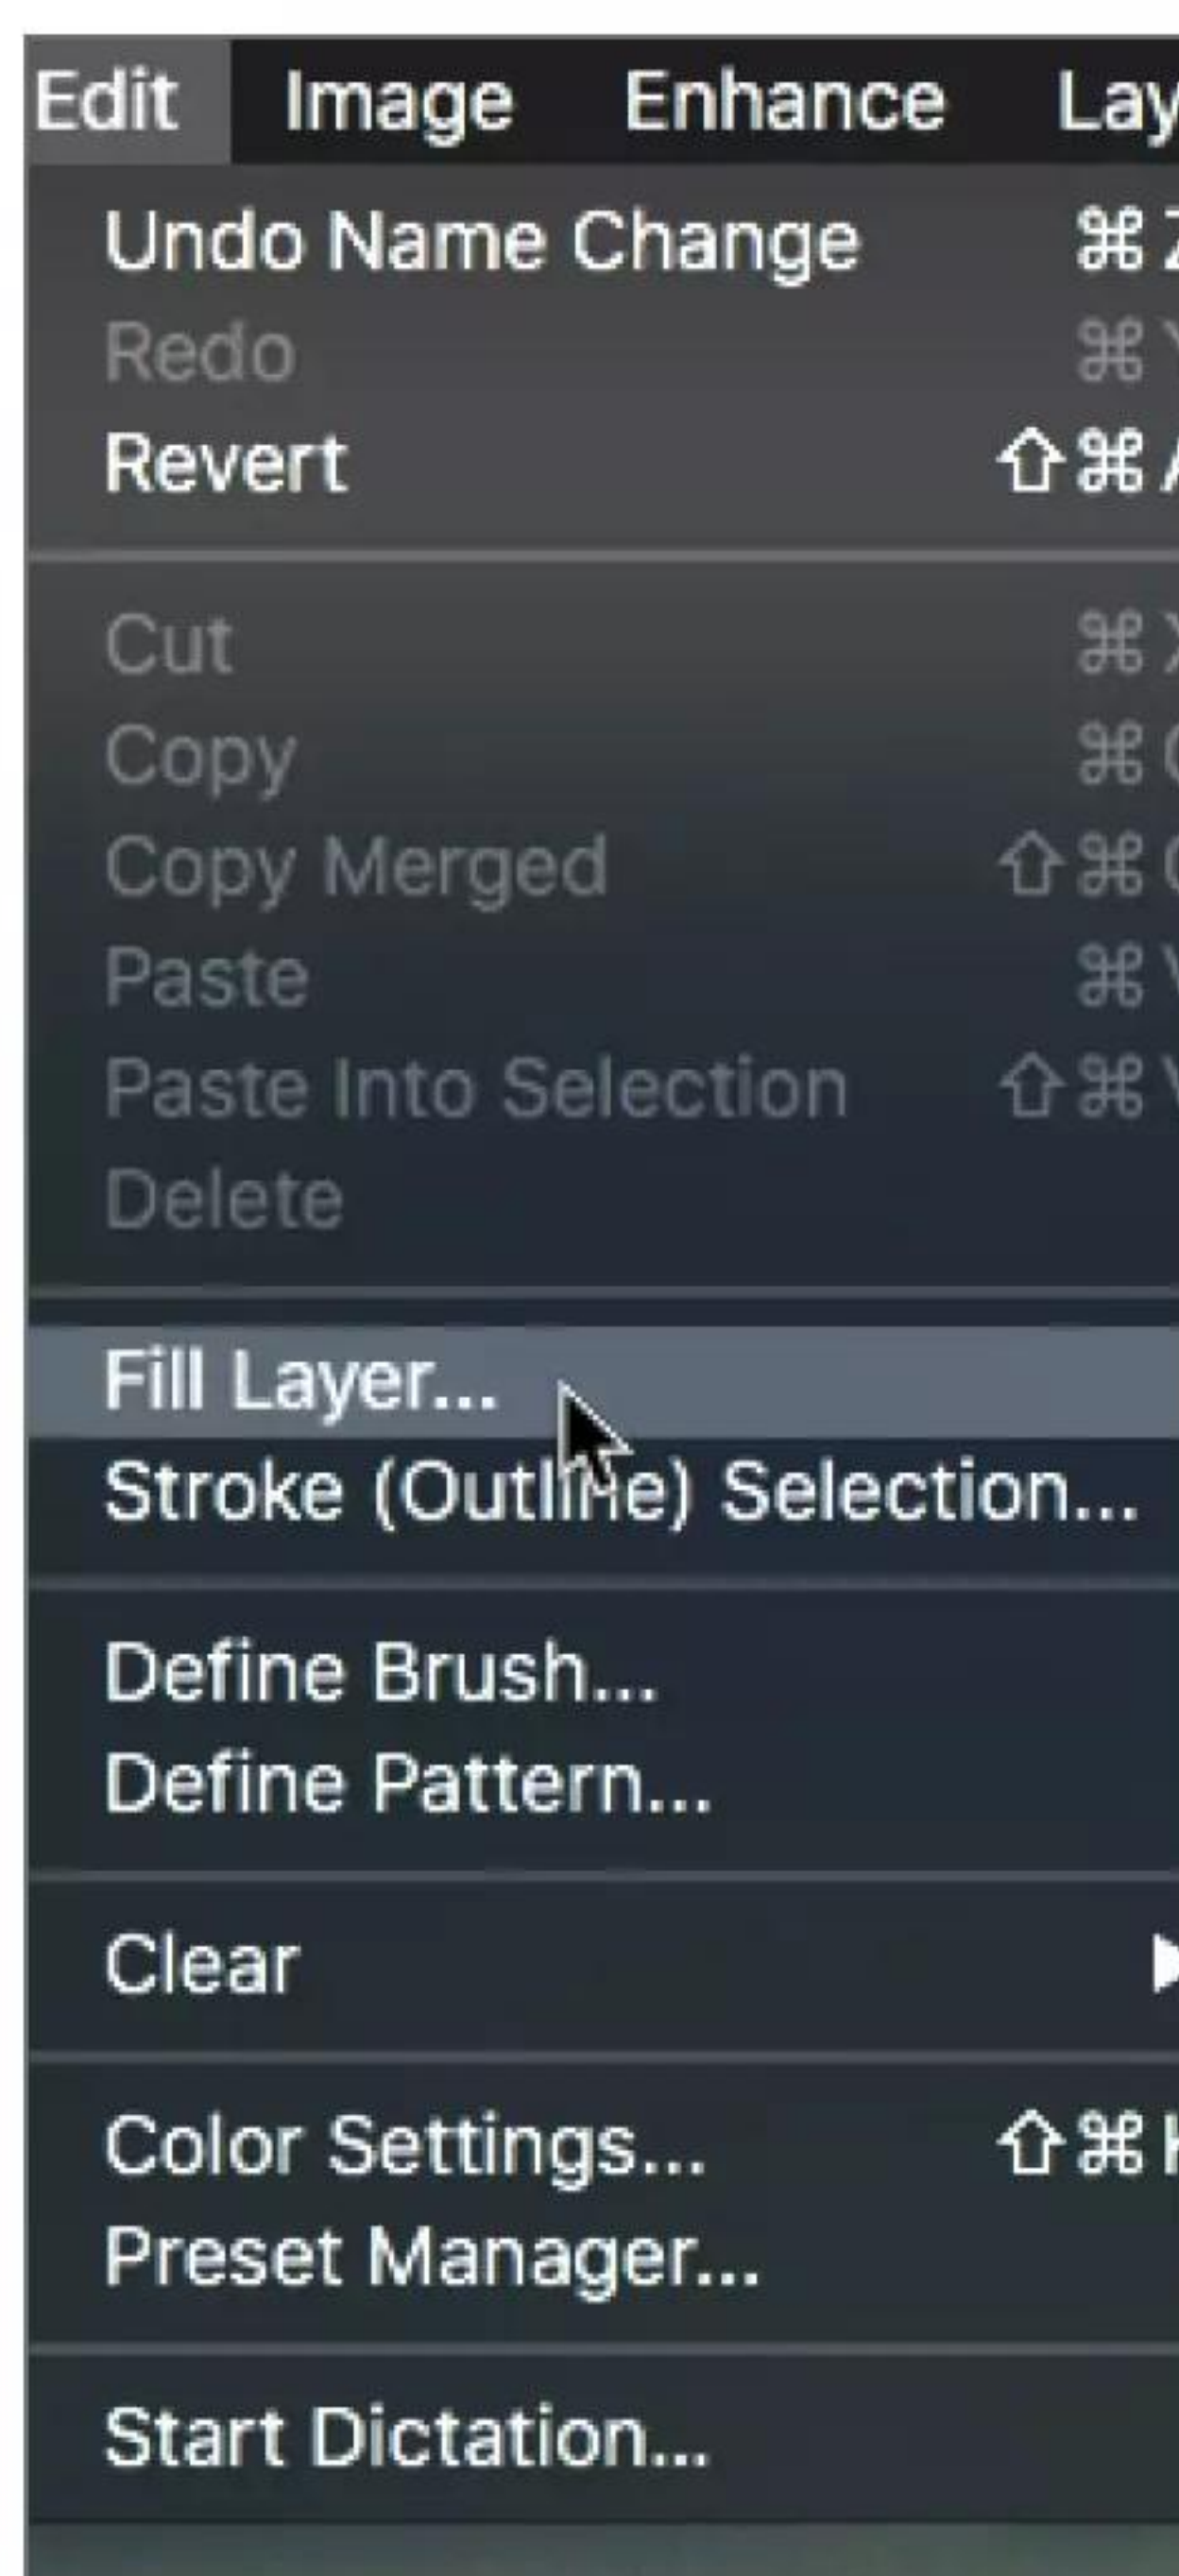 Edit Image Enhance Lay
Undo Name Change ⌘Z
Redo ⌘Y
Revert ⇧⌘A
Cut ⌘X
Copy ⌘C
Copy Merged ⇧⌘C
Paste ⌘V
Paste Into Selection ⇧⌘V
Delete
Fill Layer...
Stroke (Outline) Selection...
Define Brush...
Define Pattern...
Clear ▶
Color Settings... ⇧⌘K
Preset Manager...
Start Dictation...